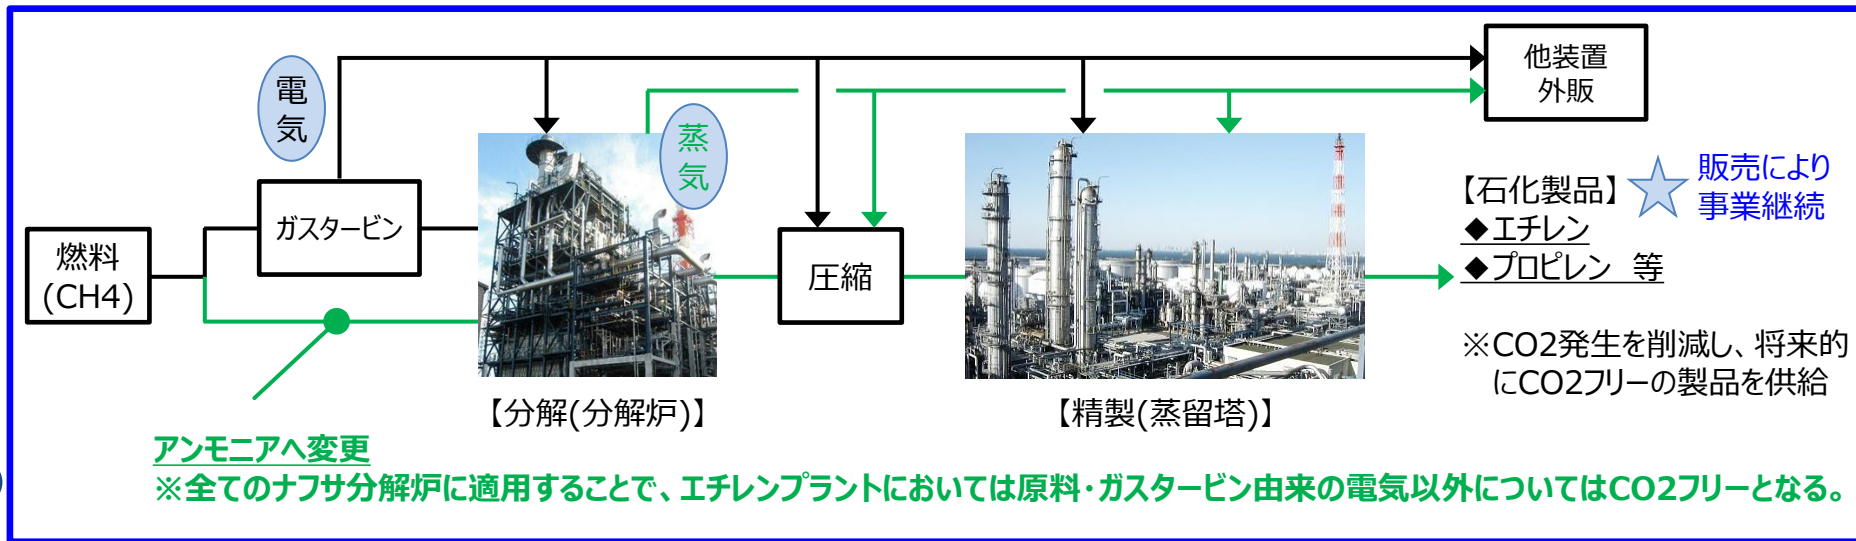 電気
蒸気
他装置
外販
ガスタービン
燃料
(CH4)
圧縮
【石化製品】
◆エチレン
◆プロピレン 等
販売により
事業継続
※CO2発生を削減し、将来的
にCO2フリーの製品を供給
【分解(分解炉)】
【精製(蒸留塔)】
アンモニアへ変更
※全てのナフサ分解炉に適用することで、エチレンプラントにおいては原料・ガスタービン由来の電気以外についてはCO2フリーとなる。
)